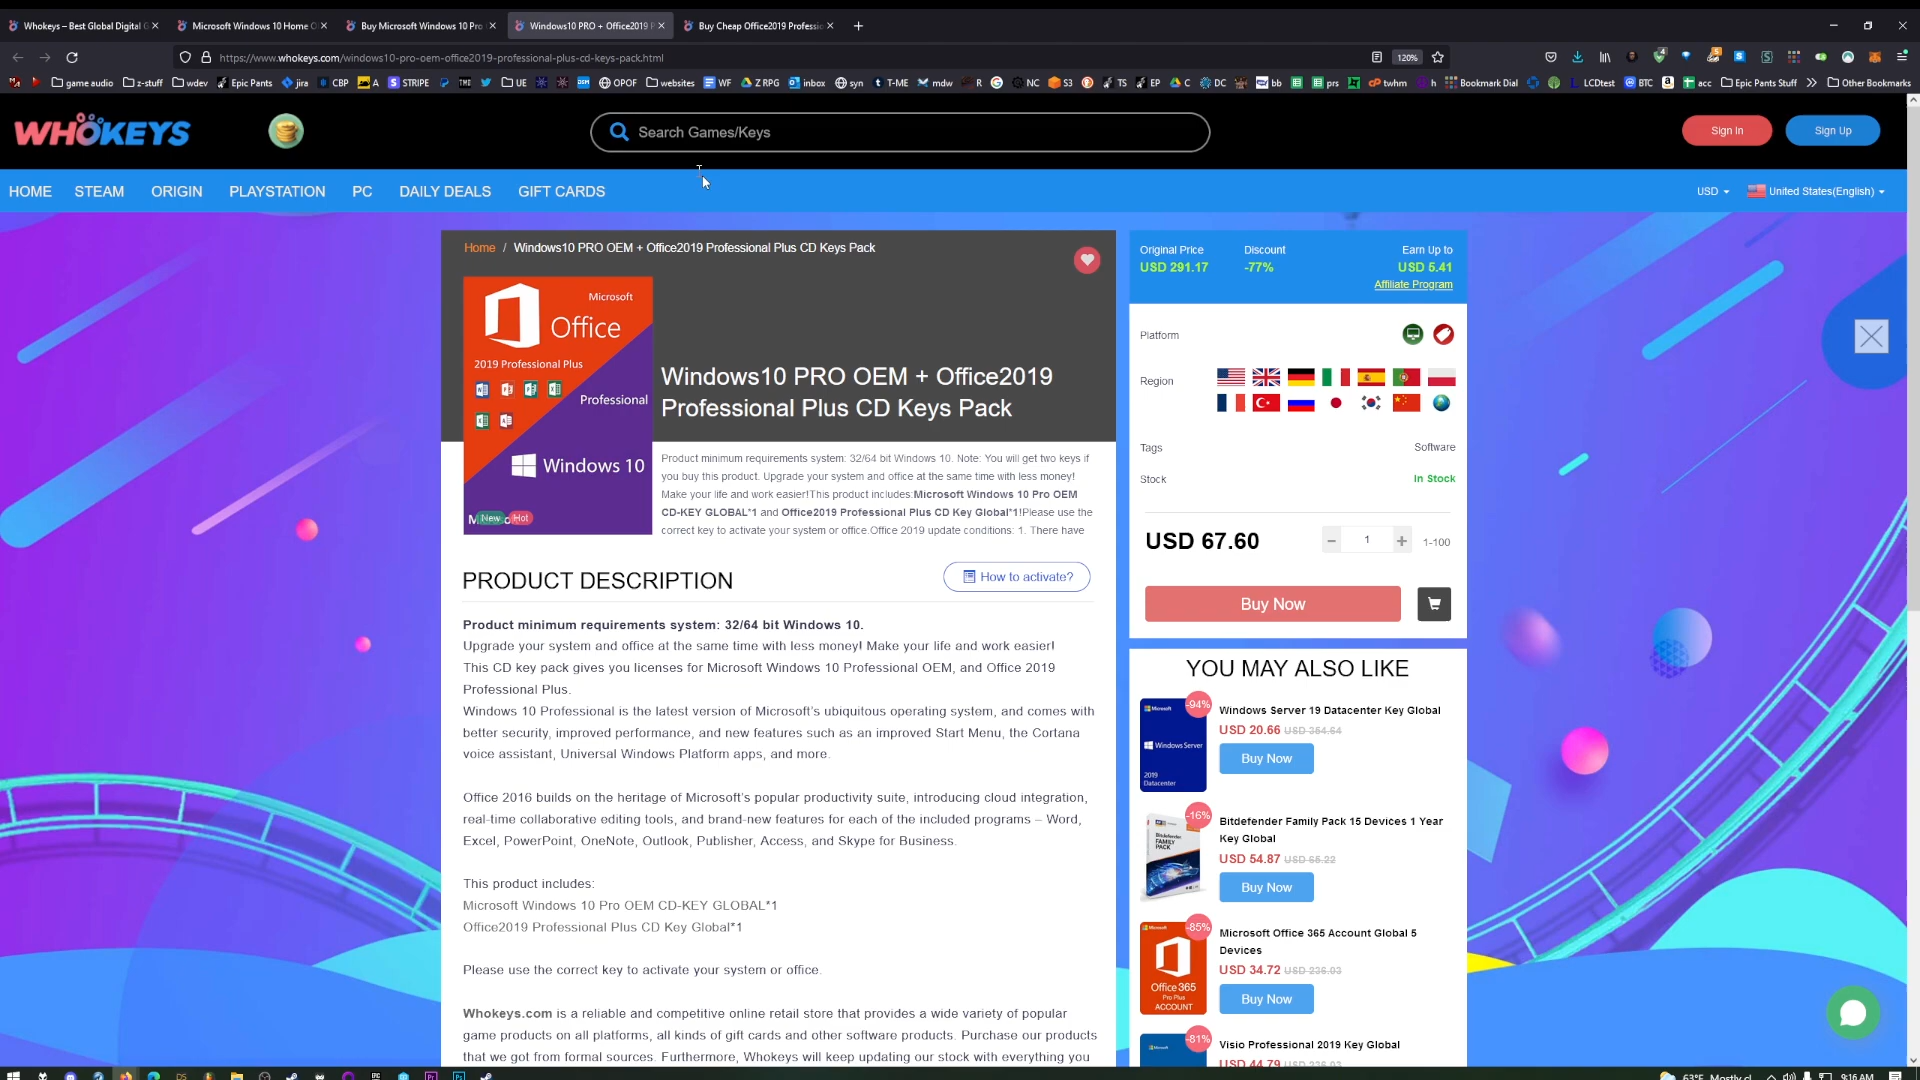 Whokeys – Best Global Digital G
Microsoft Windows 10 Home O
Buy Microsoft Windows 10 Pro
Windows10 PRO + Office2019 P
Buy Cheap Office2019 Professio
https://www.whokeys.com/windows10-pro-oem-office2019-professional-plus-cd-keys-pack.html
120%
game audio
z-stuff
wdev
Epic Pants
jira
CBP
A
STRIPE
UE
OPOF
websites
WF
Z RPG
inbox
syn
T-ME
mdw
R
NC
S3
TS
EP
C
DC
bb
prs
twhm
h
Bookmark Dial
LCDtest
BTC
acc
Epic Pants Stuff
Other Bookmarks
WHOKEYS
Search Games/Keys
Sign In
Sign Up
HOME
STEAM
ORIGIN
PLAYSTATION
PC
DAILY DEALS
GIFT CARDS
USD
United States(English)
Home / Windows10 PRO OEM + Office2019 Professional Plus CD Keys Pack
Microsoft
Office
2019 Professional Plus
Professional
Windows 10
New
Hot
Windows10 PRO OEM + Office2019
Professional Plus CD Keys Pack
Product minimum requirements system: 32/64 bit Windows 10. Note: You will get two keys if
you buy this product. Upgrade your system and office at the same time with less money!
Make your life and work easier!This product includes:Microsoft Windows 10 Pro OEM
CD-KEY GLOBAL*1 and Office2019 Professional Plus CD Key Global*1!Please use the
correct key to activate your system or office.Office 2019 update conditions: 1. There have
PRODUCT DESCRIPTION
How to activate?
Product minimum requirements system: 32/64 bit Windows 10.
Upgrade your system and office at the same time with less money! Make your life and work easier!
This CD key pack gives you licenses for Microsoft Windows 10 Professional OEM, and Office 2019
Professional Plus.
Windows 10 Professional is the latest version of Microsoft's ubiquitous operating system, and comes with
better security, improved performance, and new features such as an improved Start Menu, the Cortana
voice assistant, Universal Windows Platform apps, and more.
Office 2016 builds on the heritage of Microsoft's popular productivity suite, introducing cloud integration,
real-time collaborative editing tools, and brand-new features for each of the included programs – Word,
Excel, PowerPoint, OneNote, Outlook, Publisher, Access, and Skype for Business.
This product includes:
Microsoft Windows 10 Pro OEM CD-KEY GLOBAL*1
Office2019 Professional Plus CD Key Global*1
Please use the correct key to activate your system or office.
Whokeys.com is a reliable and competitive online retail store that provides a wide variety of popular
game products on all platforms, all kinds of gift cards and other software products. Purchase our products
that we got from formal sources. Furthermore, Whokeys will keep updating our stock with everything you
Original Price
Discount
Earn Up to
USD 291.17
-77%
USD 5.41
Affiliate Program
Platform
Region
Tags
Software
Stock
In Stock
USD 67.60
− 1 +
1-100
Buy Now
YOU MAY ALSO LIKE
-94%
Microsoft
Windows Server
2019
Datacenter
Windows Server 19 Datacenter Key Global
USD 20.66 USD 354.64
Buy Now
-16%
Bitdefender Family Pack 15 Devices 1 Year
Key Global
USD 54.87 USD 65.22
Buy Now
-85%
Microsoft
Office 365
Pro Plus
ACCOUNT
Microsoft Office 365 Account Global 5
Devices
USD 34.72 USD 236.03
Buy Now
-81%
Microsoft
Visio Professional 2019 Key Global
USD 44.79 USD 236.03
63°F Mostly cl
9:16 AM